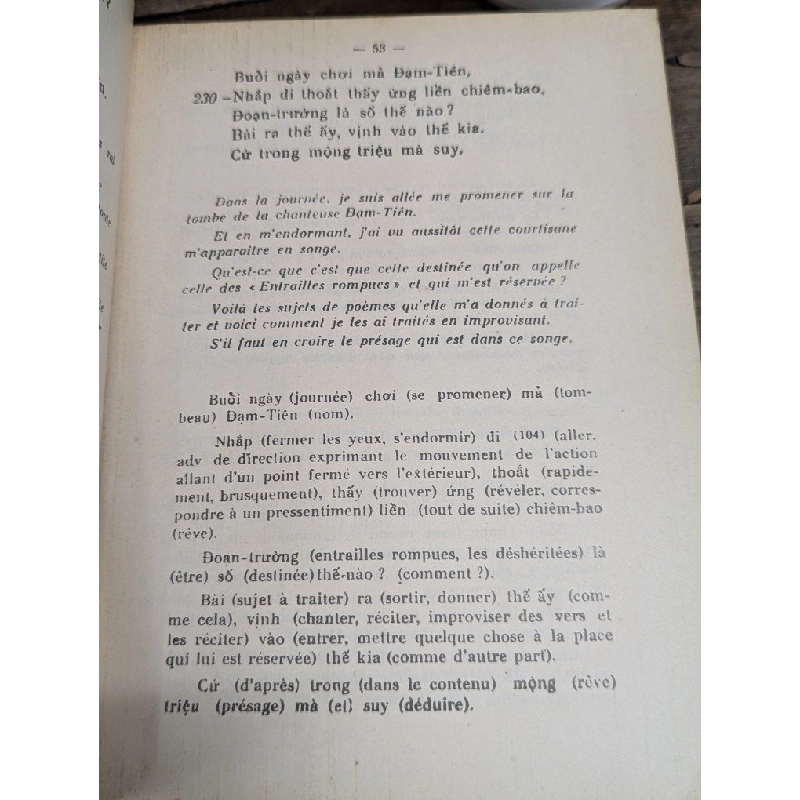 — 53 —
Buổi ngày chơi mả Đạm-Tiên,
230 —Nhắp đi thoắt thấy ứng liền chiêm-bao.
Đoạn-trường là số thế nào ?
Bài ra thế ấy, vịnh vào thế kia.
Cứ trong mộng triệu mà suy,
Dans la journée, je suis allée me promener sur la
tombe de la chanteuse Đạm-Tiên.
Et en m'endormant, j'ai vu aussitôt cette courtisane
m'apparaître en songe.
Qu'est-ce que c'est que cette destinée qu'on appelle
celle des « Entrailles rompues » et qui m'est réservée ?
Voilà les sujets de poèmes qu'elle m'a donnés à trai-
ter et voici comment je les ai traités en improvisant.
S'il faut en croire le présage qui est dans ce songe,
Buổi ngày (journée) chơi (se promener) mả (tom-
beau) Đạm-Tiên (nom).
Nhắp (fermer les yeux, s'endormir) đi (104) (aller,
adv de direction exprimant le mouvement de l'action
allant d'un point fermé vers l'extérieur), thoắt (rapide-
ment, brusquement), thấy (trouver) ứng (révéler, corres-
pondre à un pressentiment) liền (tout de suite) chiêm-bao
(rêve).
Đoạn-trường (entrailles rompues, les déshéritées) là
(être) số (destinée) thế-nào ? (comment ?).
Bài (sujet à traiter) ra (sortir, donner) thế ấy (com-
me cela), vịnh (chanter, réciter, improviser des vers et
les réciter) vào (entrer, mettre quelque chose à la place
qui lui est réservée) thế kia (comme d'autre part).
Cứ (d'après) trong (dans le contenu) mộng (rêve)
triệu (présage) mà (et) suy (déduire).